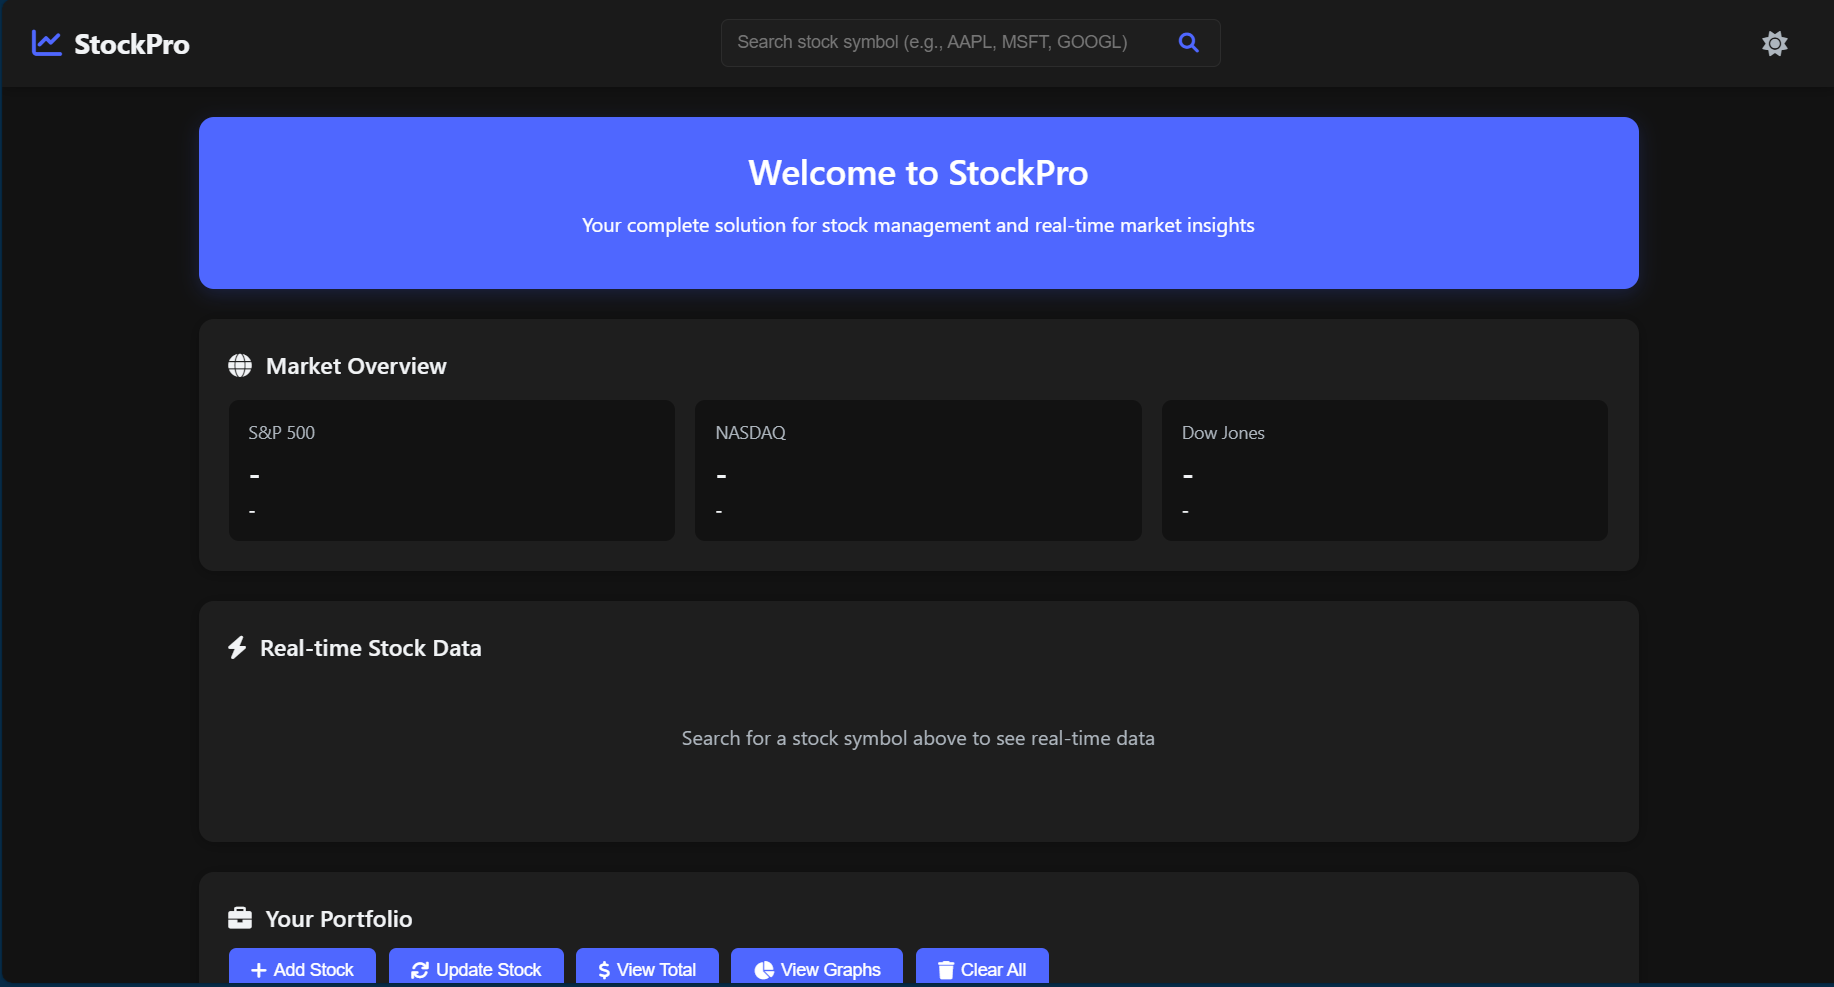 StockPro
Search stock symbol (e.g., AAPL, MSFT, GOOGL)
Welcome to StockPro
Your complete solution for stock management and real-time market insights
Market Overview
S&P 500
-
-
NASDAQ
-
-
Dow Jones
-
-
Real-time Stock Data
Search for a stock symbol above to see real-time data
Your Portfolio
Add Stock
Update Stock
View Total
View Graphs
Clear All